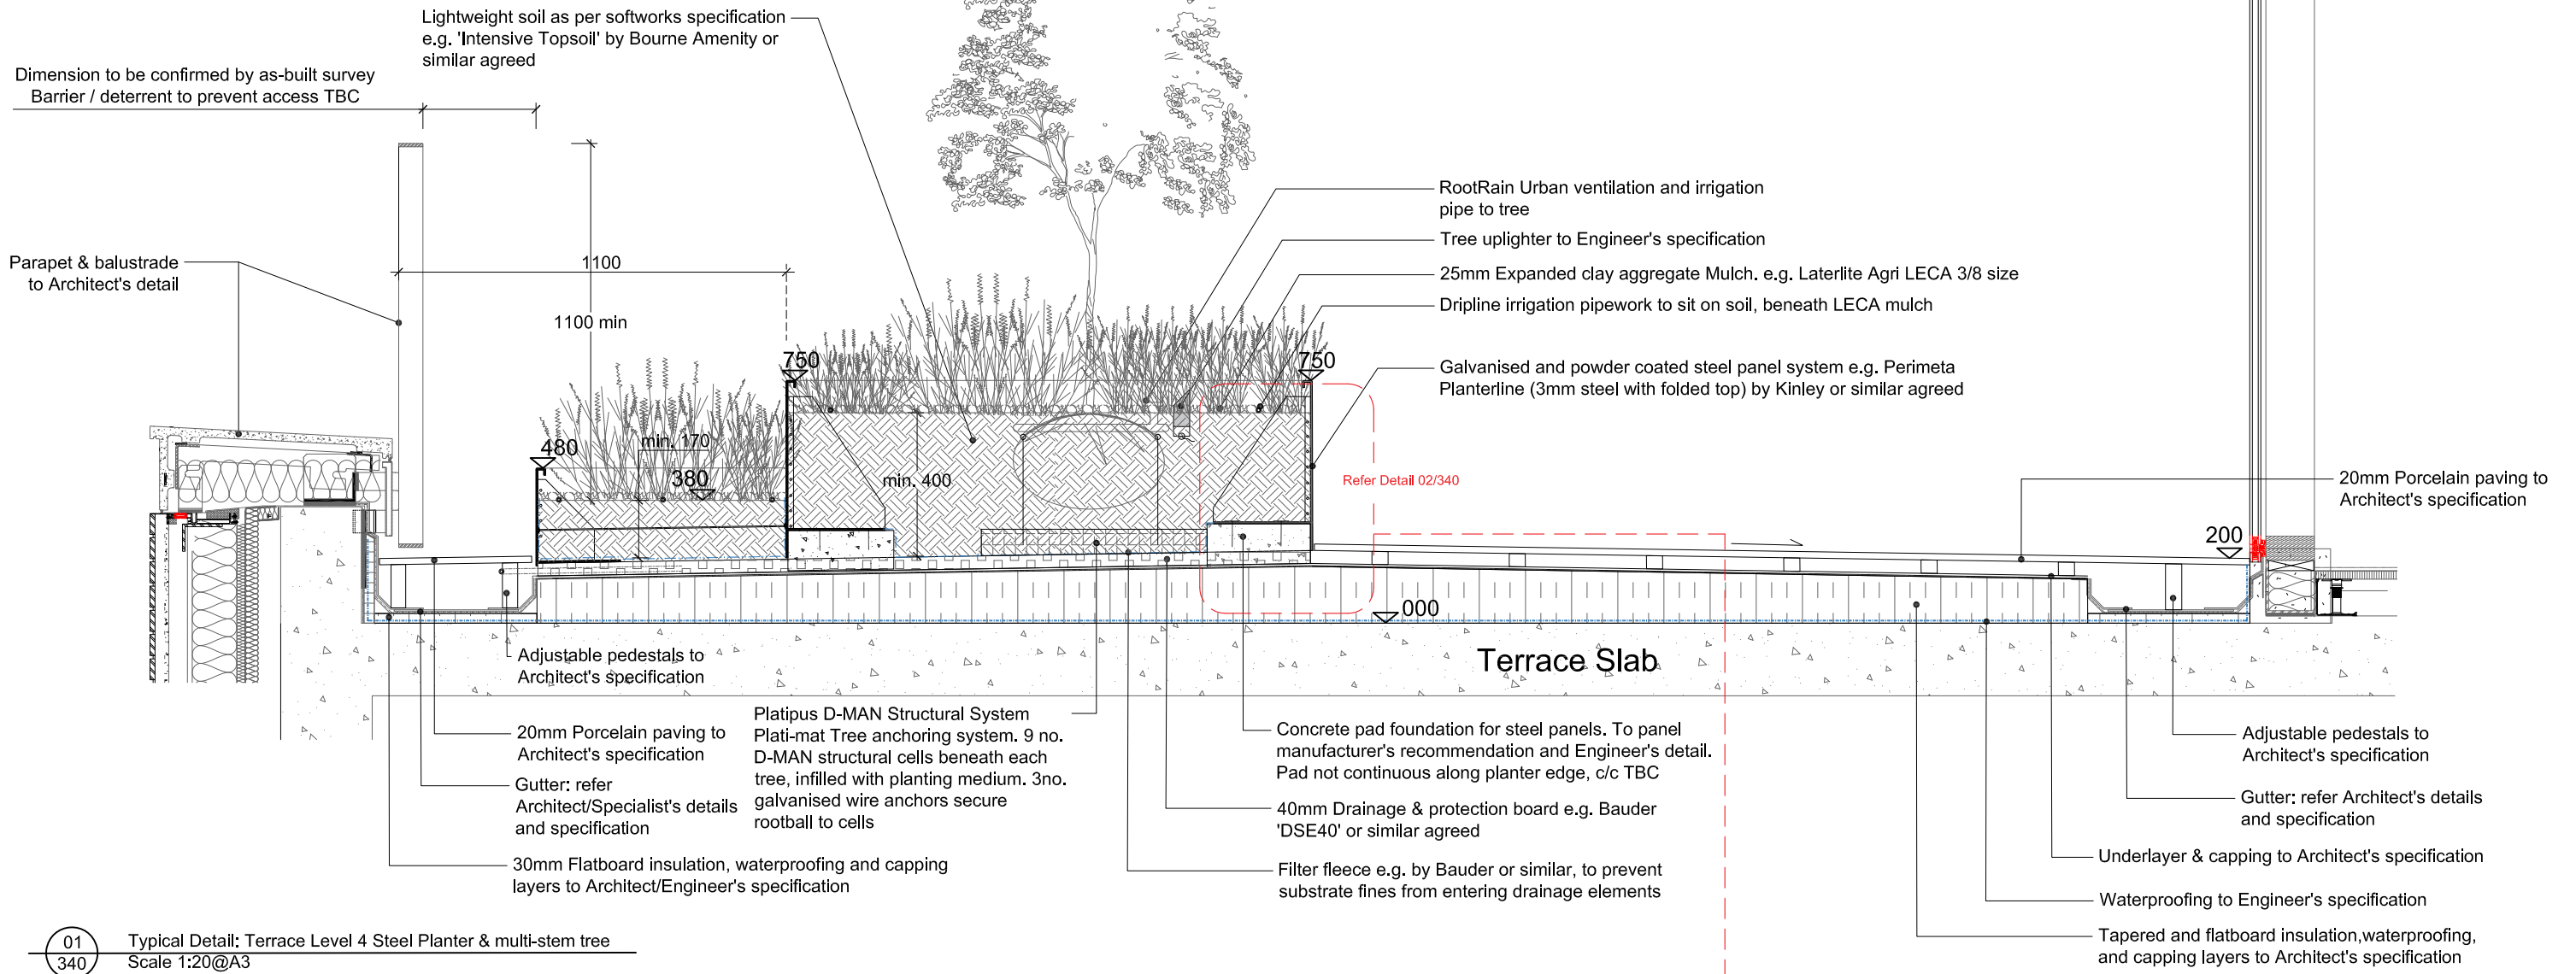 Lightweight soil as per softworks specification
e.g. 'Intensive Topsoil' by Bourne Amenity or
similar agreed
Dimension to be confirmed by as-built survey
Barrier / deterrent to prevent access TBC
Parapet & balustrade
to Architect's detail
1100
1100 min
RootRain Urban ventilation and irrigation
pipe to tree
Tree uplighter to Engineer's specification
25mm Expanded clay aggregate Mulch. e.g. Laterlite Agri LECA 3/8 size
Dripline irrigation pipework to sit on soil, beneath LECA mulch
Galvanised and powder coated steel panel system e.g. Perimeta
Planterline (3mm steel with folded top) by Kinley or similar agreed
750
750
480
min. 170
380
min. 400
Refer Detail 02/340
20mm Porcelain paving to
Architect's specification
200
000
Terrace Slab
Adjustable pedestals to
Architect's specification
20mm Porcelain paving to
Architect's specification
Gutter: refer
Architect/Specialist's details
and specification
30mm Flatboard insulation, waterproofing and capping
layers to Architect/Engineer's specification
Platipus D-MAN Structural System
Plati-mat Tree anchoring system. 9 no.
D-MAN structural cells beneath each
tree, infilled with planting medium. 3no.
galvanised wire anchors secure
rootball to cells
Concrete pad foundation for steel panels. To panel
manufacturer's recommendation and Engineer's detail.
Pad not continuous along planter edge, c/c TBC
40mm Drainage & protection board e.g. Bauder
'DSE40' or similar agreed
Filter fleece e.g. by Bauder or similar, to prevent
substrate fines from entering drainage elements
Adjustable pedestals to
Architect's specification
Gutter: refer Architect's details
and specification
Underlayer & capping to Architect's specification
Waterproofing to Engineer's specification
Tapered and flatboard insulation,waterproofing,
and capping layers to Architect's specification
01
340
Typical Detail: Terrace Level 4 Steel Planter & multi-stem tree
Scale 1:20@A3